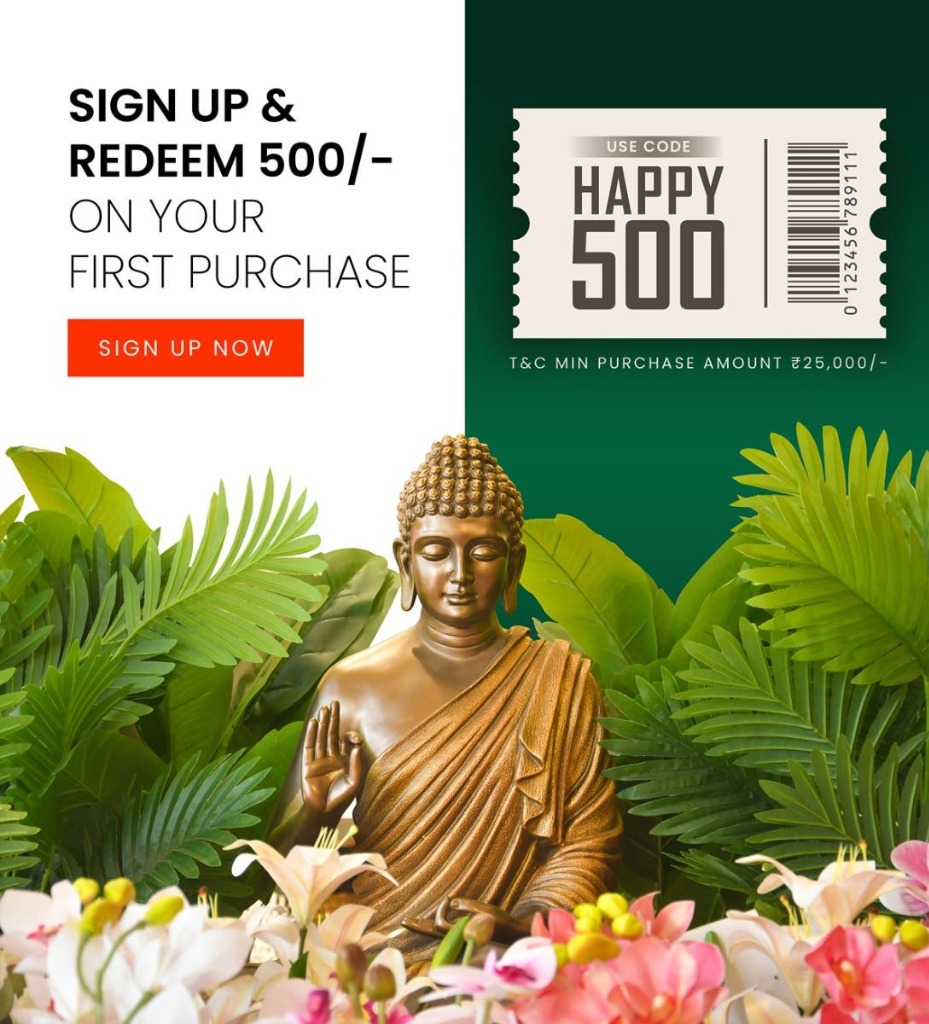 SIGN UP &
REDEEM 500/-
ON YOUR
FIRST PURCHASE
SIGN UP NOW
USE CODE
HAPPY
500
0 123456 789111
T&C MIN PURCHASE AMOUNT ₹25,000/-